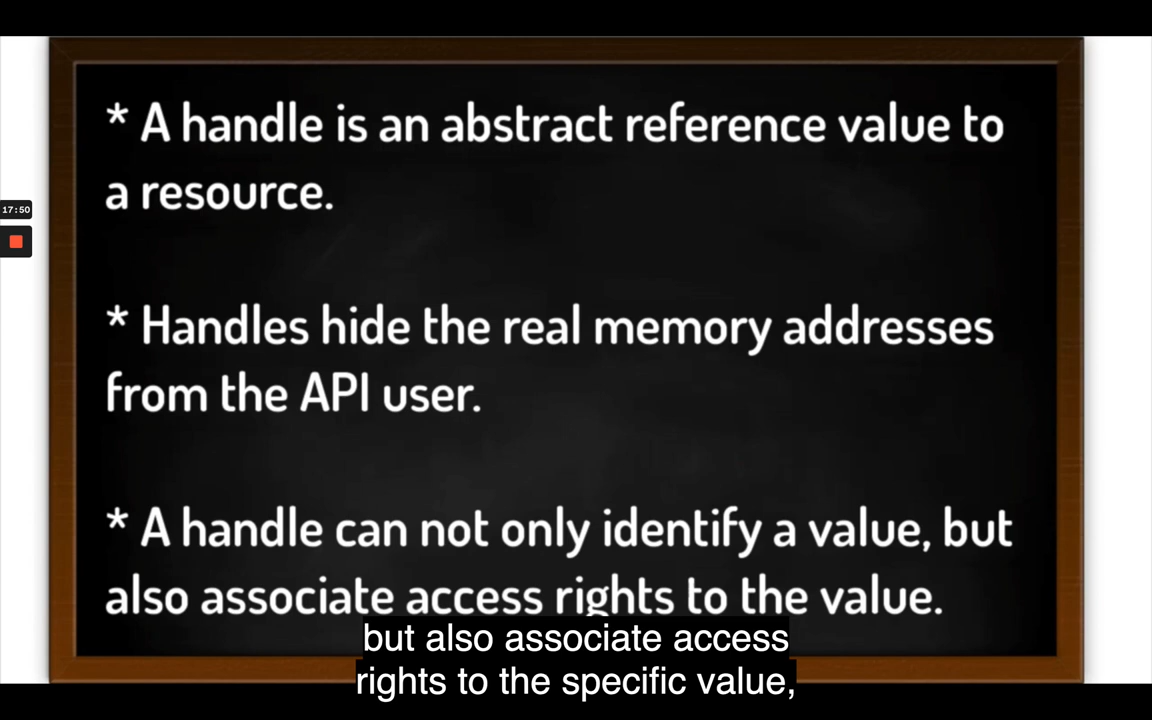 * A handle is an abstract reference value to
a resource.
17:50
* Handles hide the real memory addresses
from the API user.
* A handle can not only identify a value, but
also associate access rights to the value.
but also associate access
rights to the specific value,